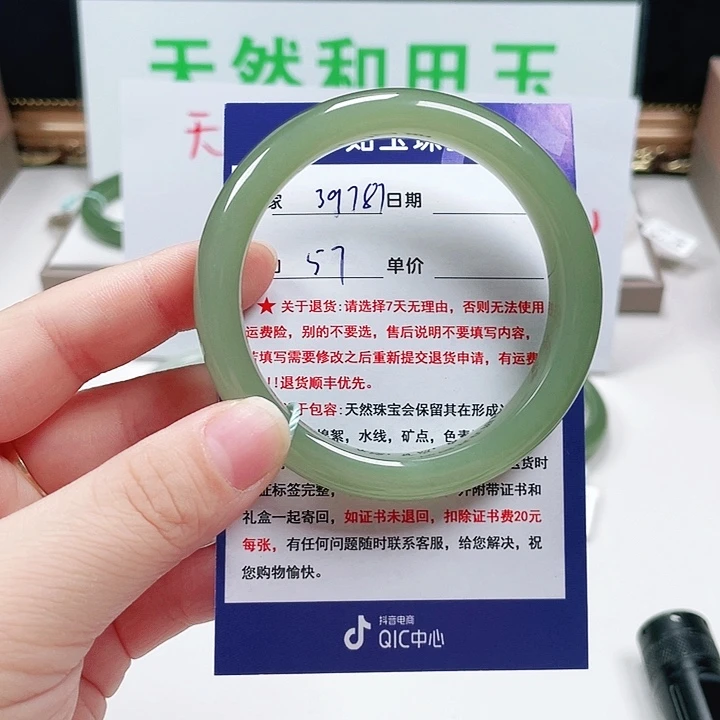 天然和田玉
天
家 39787 日期
57 单价
★ 关于退货:请选择7天无理由，否则无法使用
运费险，别的不要选，售后说明不要填写内容，
填写需要修改之后重新提交退货申请，有运费
!!退货顺丰优先。
于包容:天然珠宝会保留其在形成
棉絮，水线，矿点，色素
退货时
证标签完整，
并附带证书和
礼盒一起寄回，如证书未退回，扣除证书费20元
每张，有任何问题随时联系客服，给您解决，祝
您购物愉快。
抖音电商
QIC中心